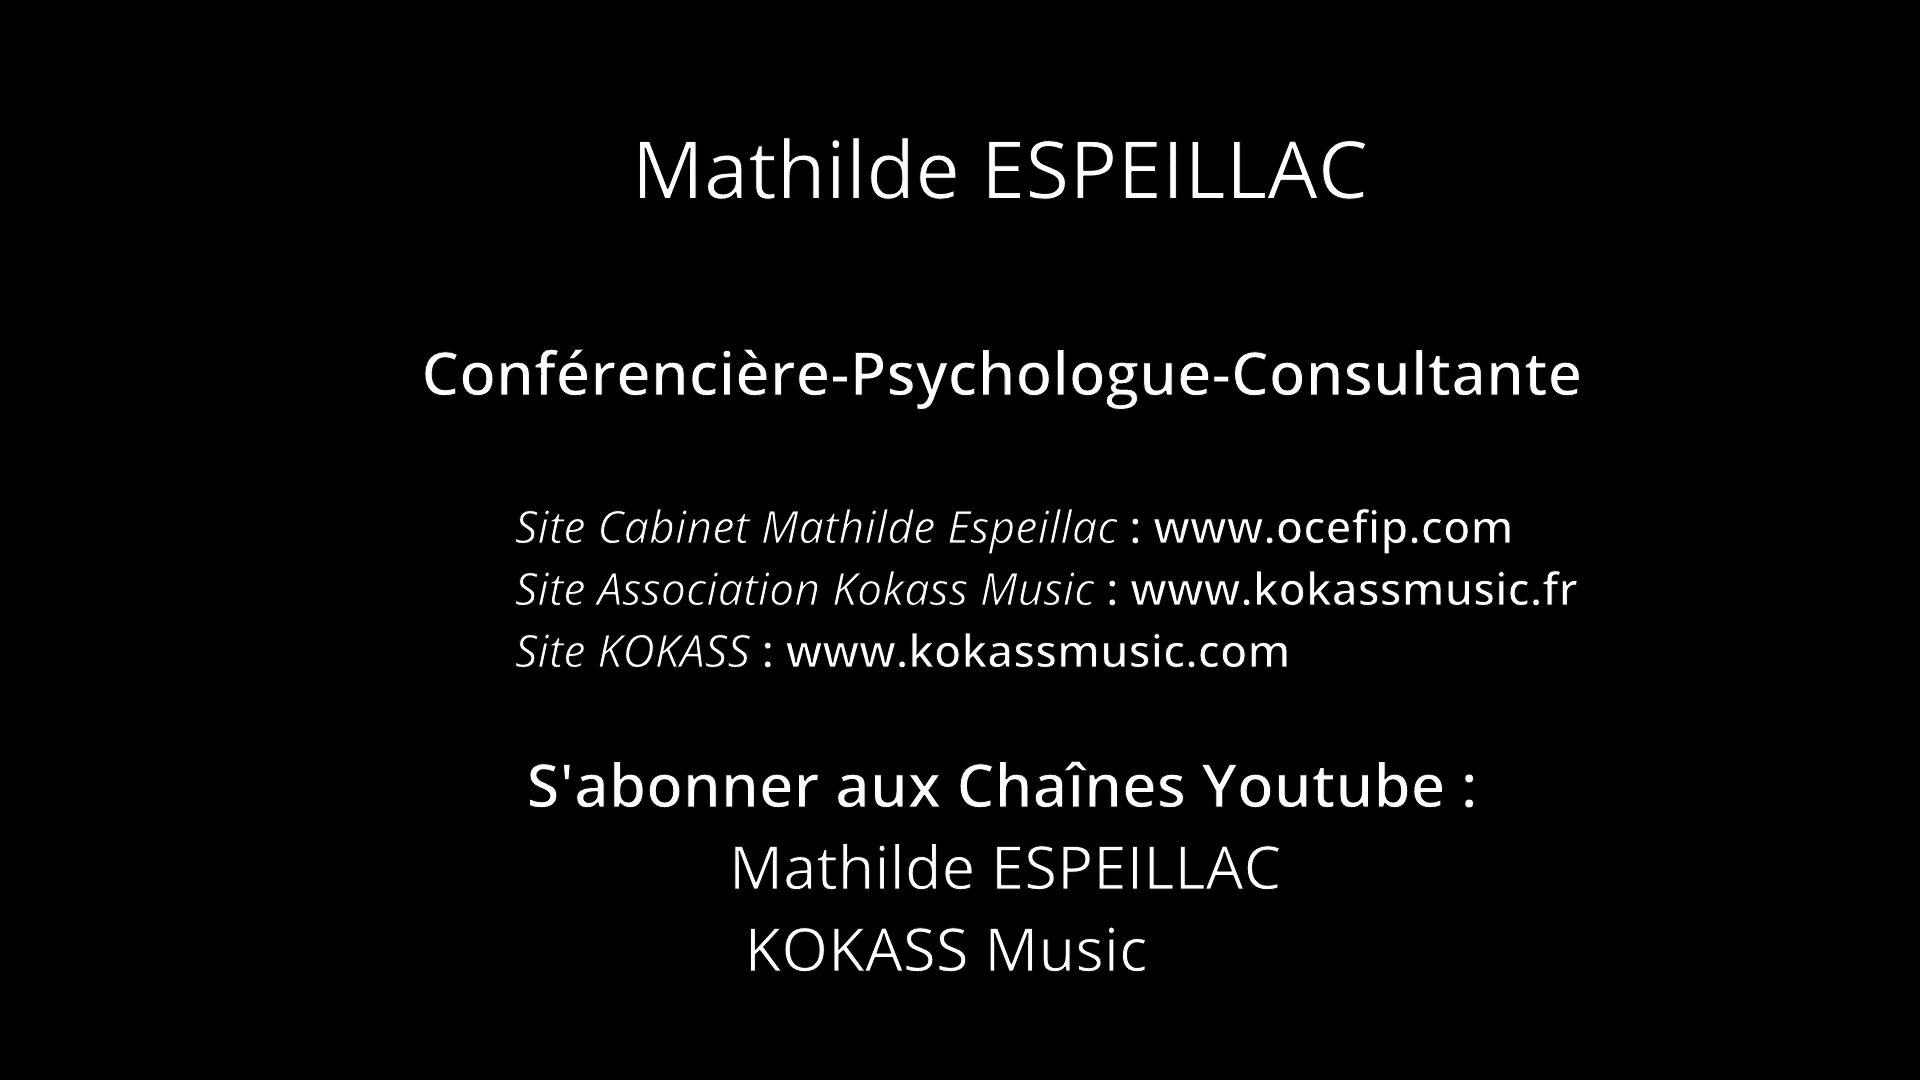 Mathilde ESPEILLAC
Conférencière-Psychologue-Consultante
Site Cabinet Mathilde Espeillac : www.ocefip.com
Site Association Kokass Music : www.kokassmusic.fr
Site KOKASS : www.kokassmusic.com
S'abonner aux Chaînes Youtube :
Mathilde ESPEILLAC
KOKASS Music